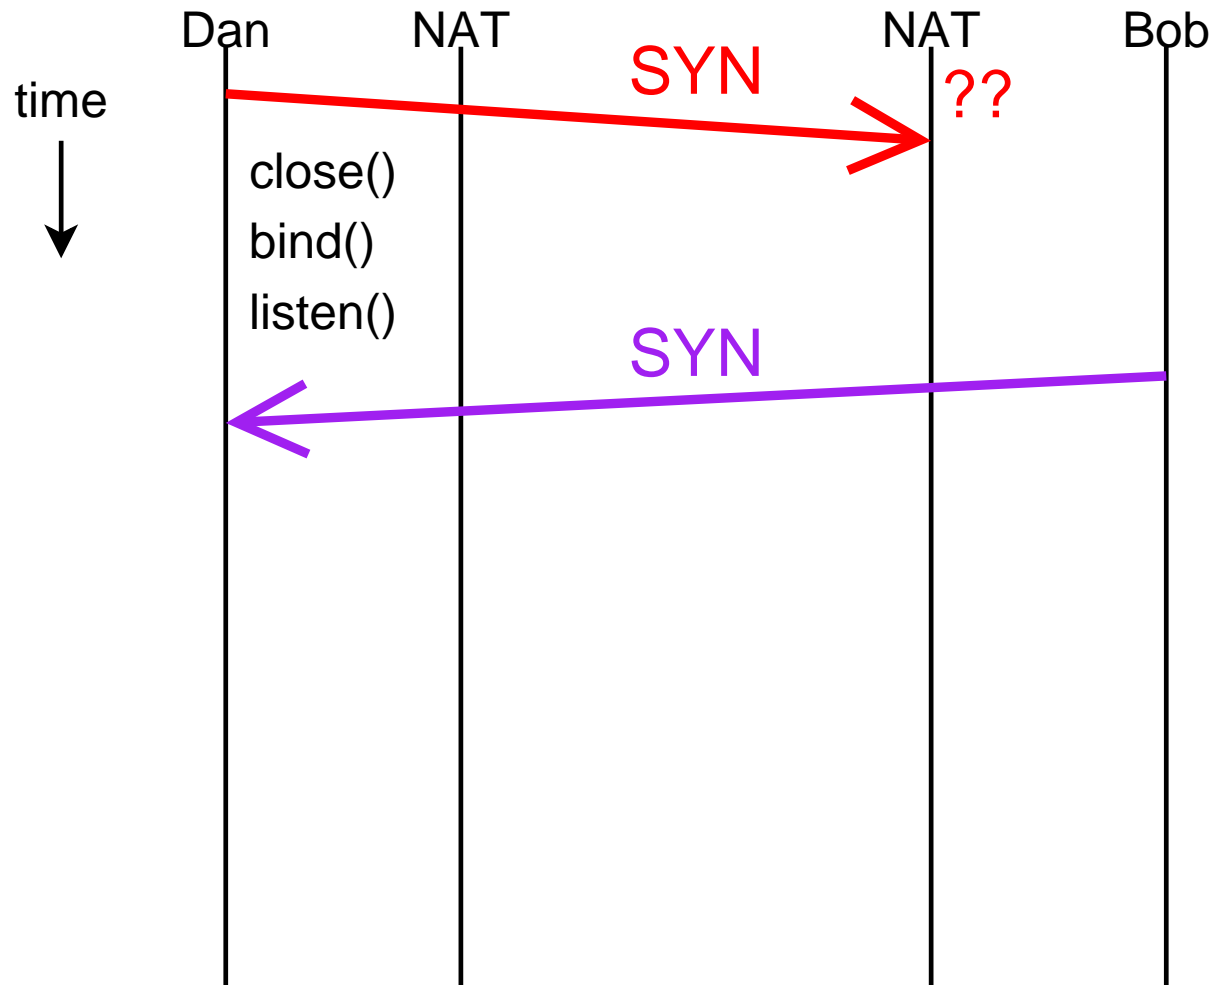 Dan NAT NAT Bob
SYN
??
time
close()
bind()
listen()
SYN